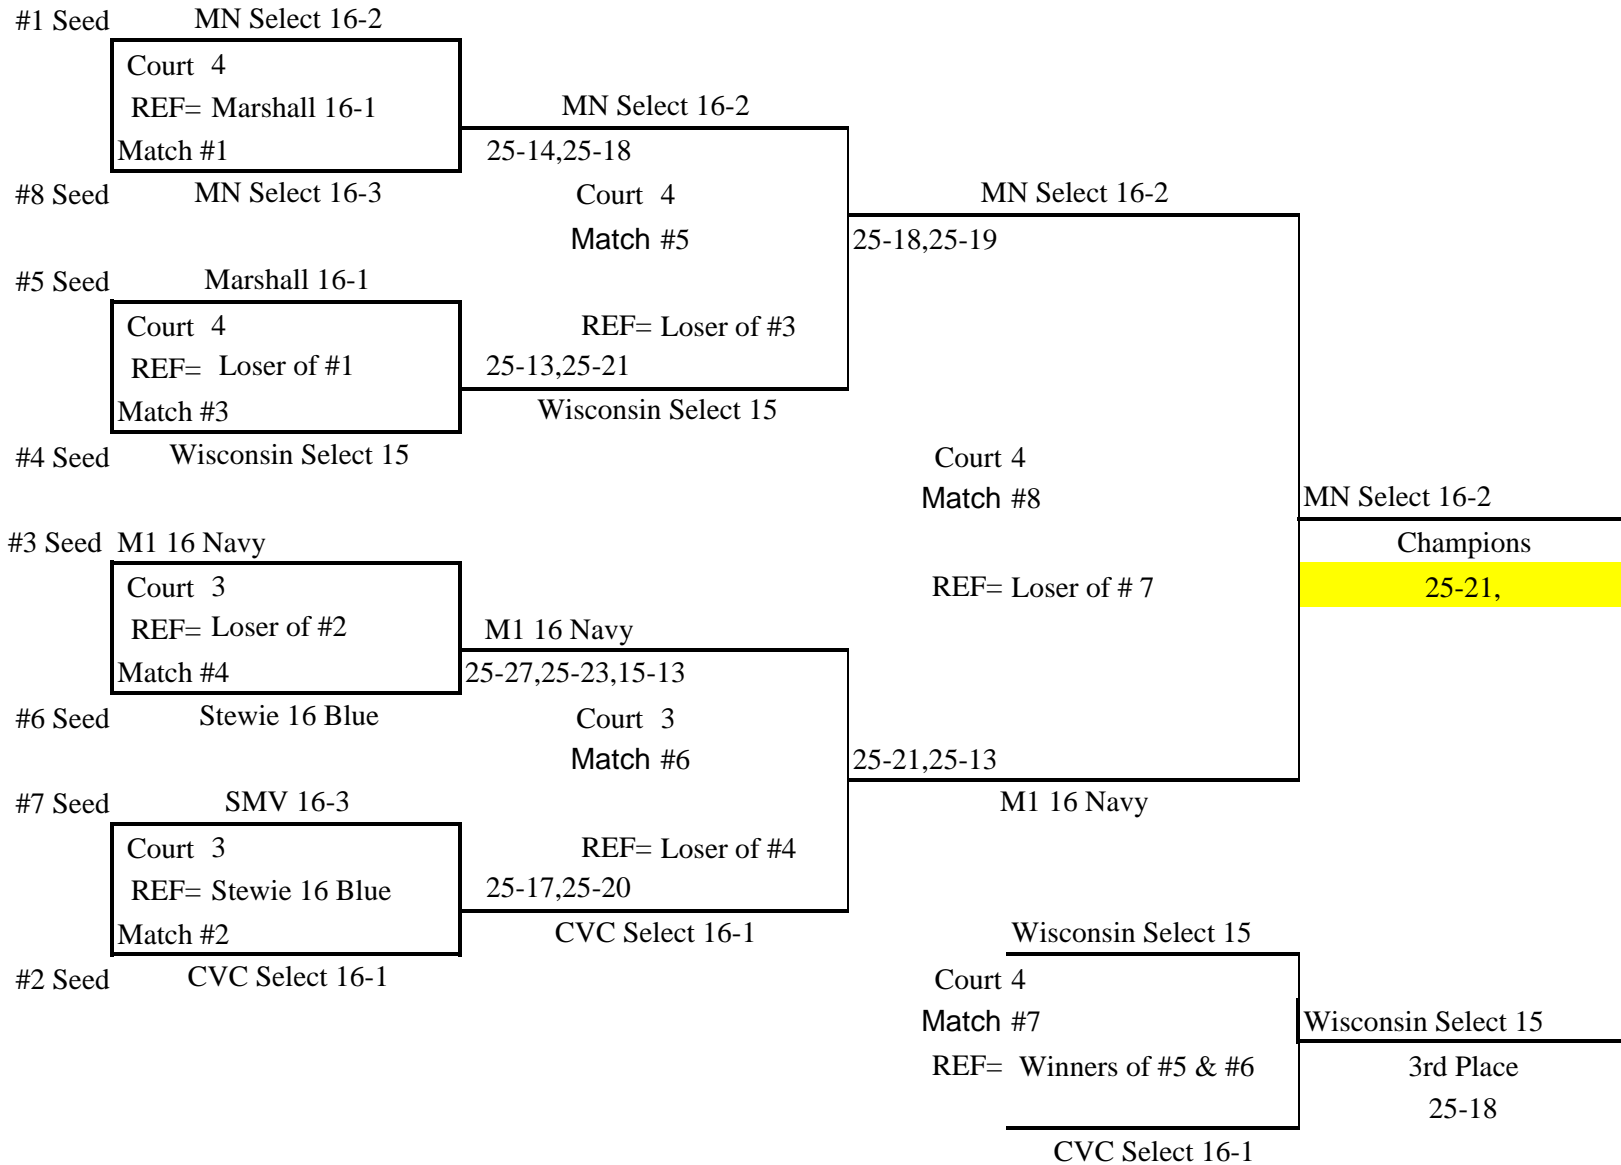 #1 Seed MN Select 16-2
Court 4
REF= Marshall 16-1
Match #1
#8 Seed MN Select 16-3
MN Select 16-2
25-14,25-18
Court 4
Match #5
#5 Seed Marshall 16-1
Court 4
REF= Loser of #1
Match #3
#4 Seed Wisconsin Select 15
REF= Loser of #3
25-13,25-21
Wisconsin Select 15
MN Select 16-2
25-18,25-19
Court 4
Match #8
REF= Loser of # 7
MN Select 16-2
Champions
25-21,
#3 Seed M1 16 Navy
Court 3
REF= Loser of #2
Match #4
#6 Seed Stewie 16 Blue
M1 16 Navy
25-27,25-23,15-13
Court 3
Match #6
25-21,25-13
M1 16 Navy
#7 Seed SMV 16-3
Court 3
REF= Stewie 16 Blue
Match #2
#2 Seed CVC Select 16-1
REF= Loser of #4
25-17,25-20
CVC Select 16-1
Wisconsin Select 15
Court 4
Match #7
REF= Winners of #5 & #6
CVC Select 16-1
Wisconsin Select 15
3rd Place
25-18